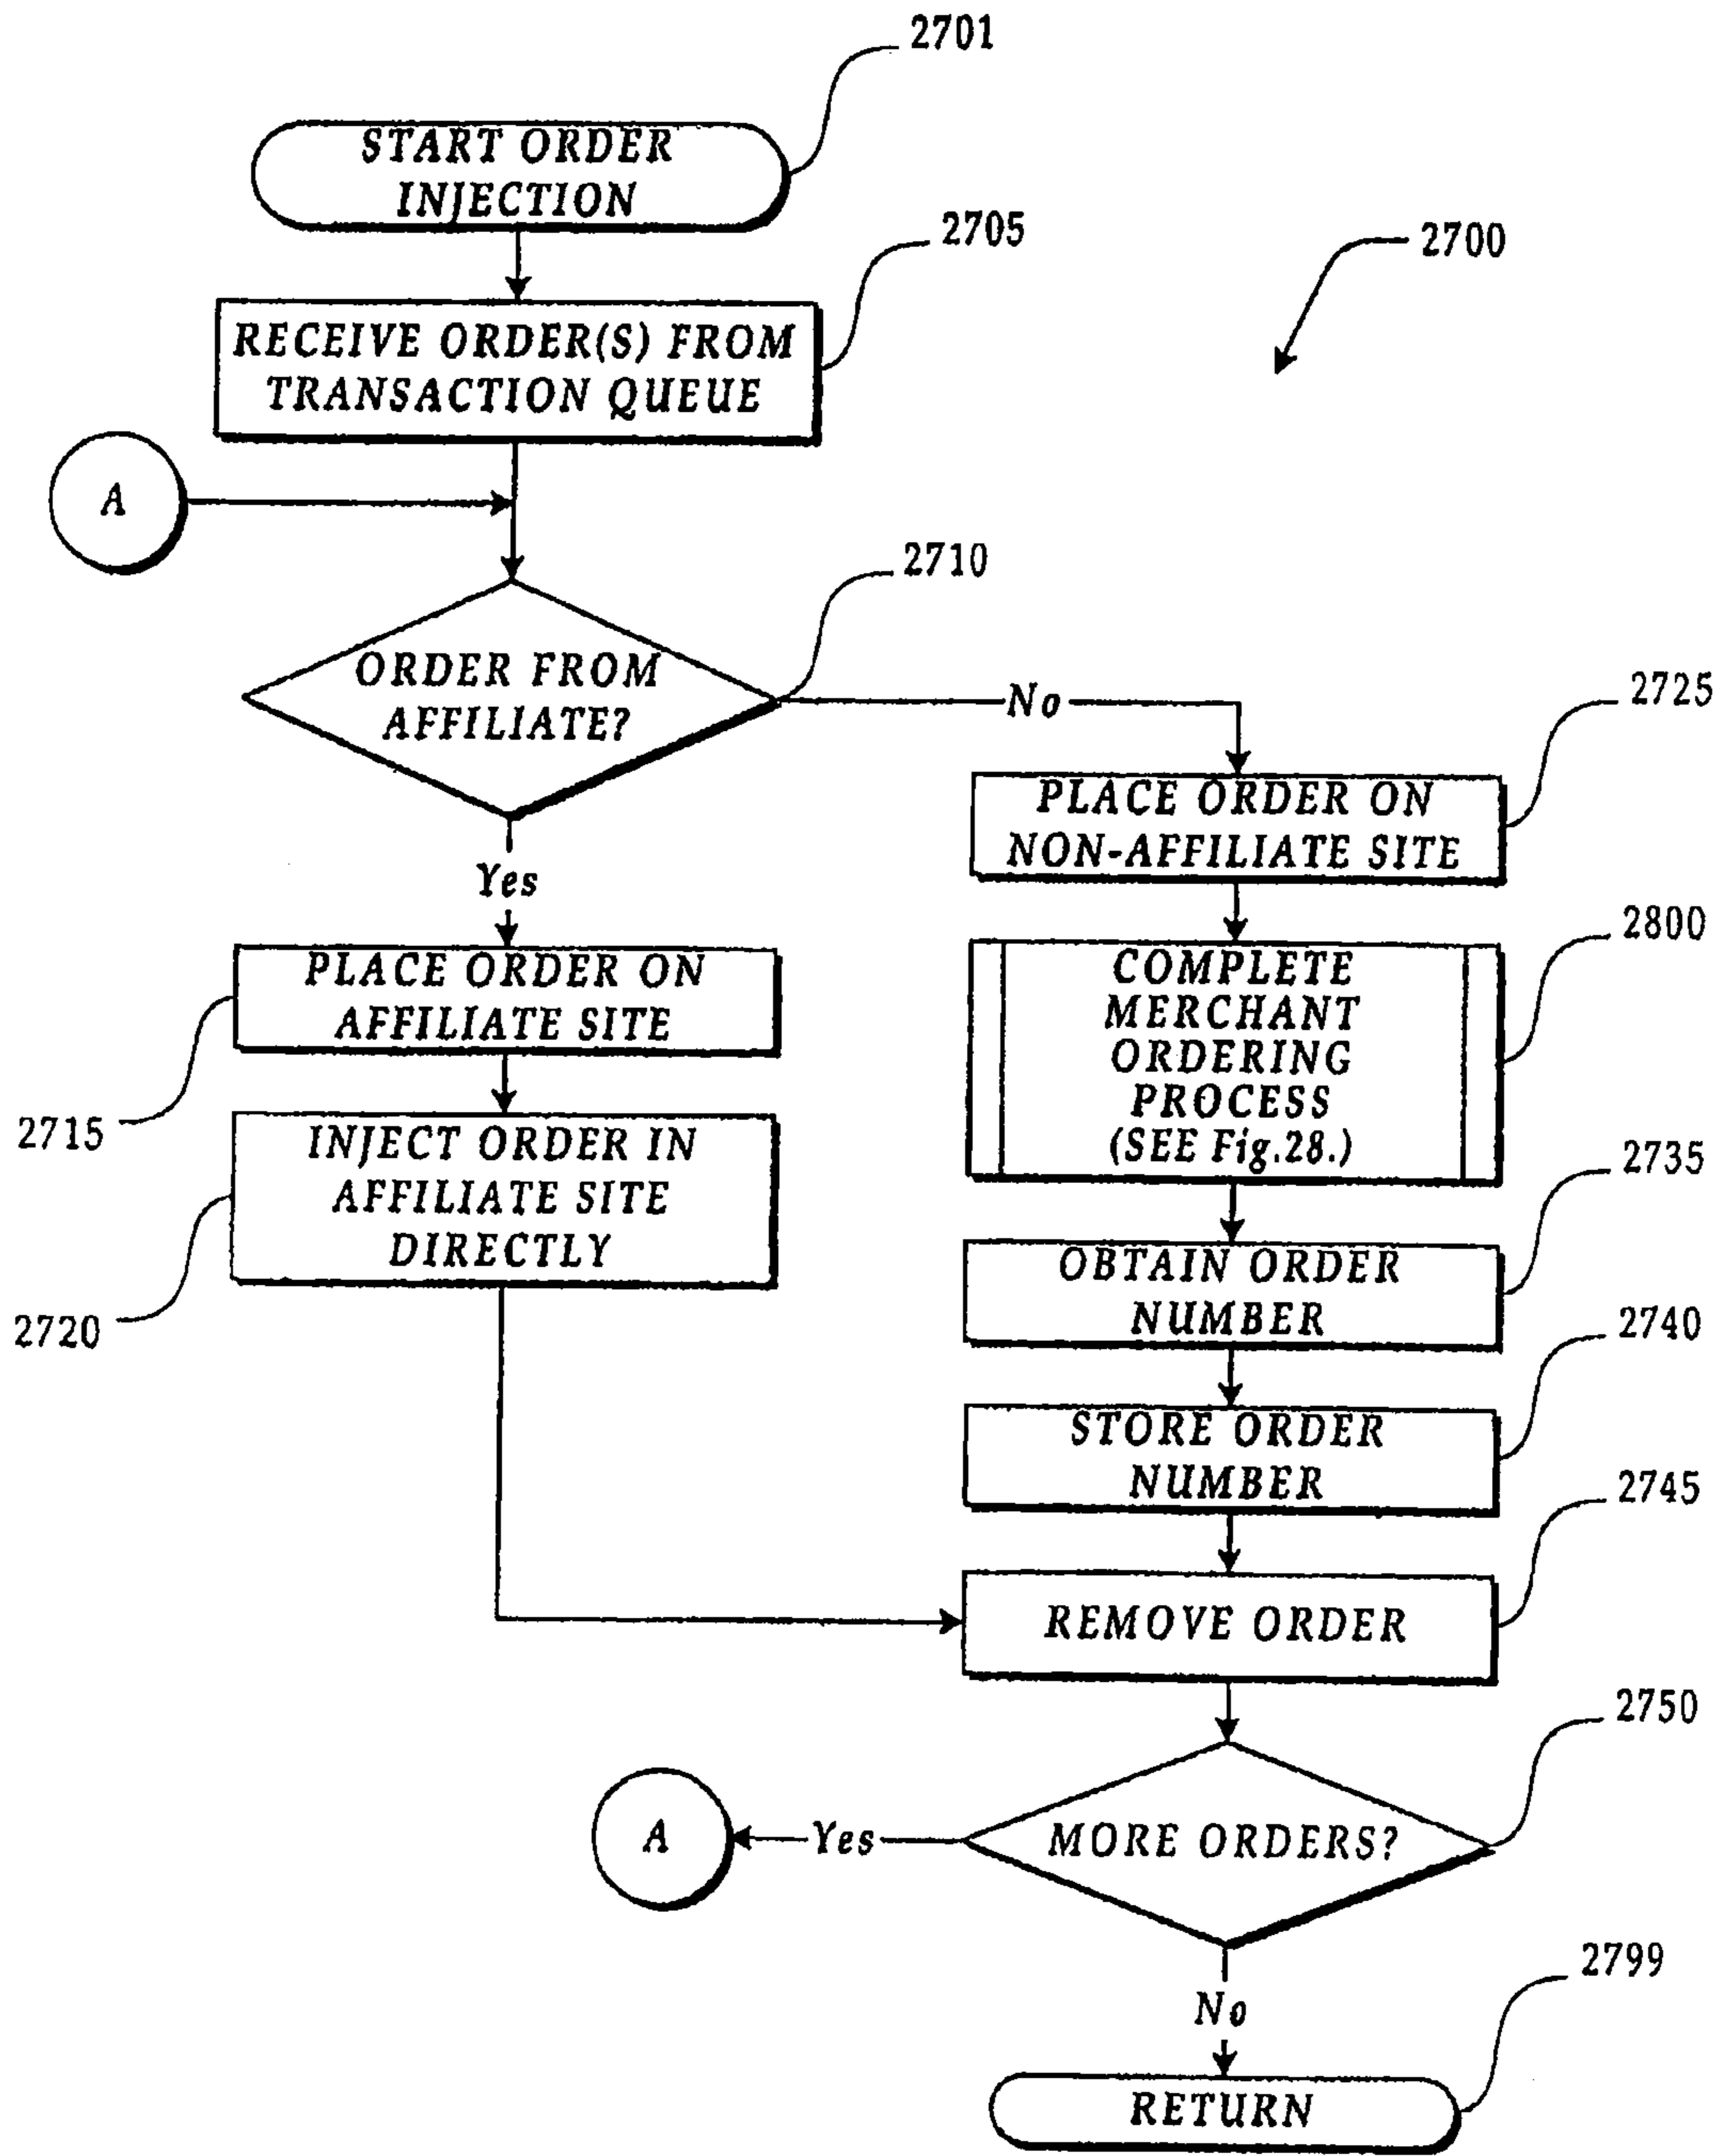 2701
START ORDER
INJECTION
2705
2700
RECEIVE ORDER(S) FROM
TRANSACTION QUEUE
A
2710
ORDER FROM
AFFILIATE?
No
2725
PLACE ORDER ON
NON-AFFILIATE SITE
Yes
2800
PLACE ORDER ON
AFFILIATE SITE
COMPLETE
MERCHANT
ORDERING
PROCESS
(SEE Fig.28.)
2715
INJECT ORDER IN
AFFILIATE SITE
DIRECTLY
2735
2720
OBTAIN ORDER
NUMBER
2740
STORE ORDER
NUMBER
2745
REMOVE ORDER
2750
A
Yes
MORE ORDERS?
2799
No
RETURN